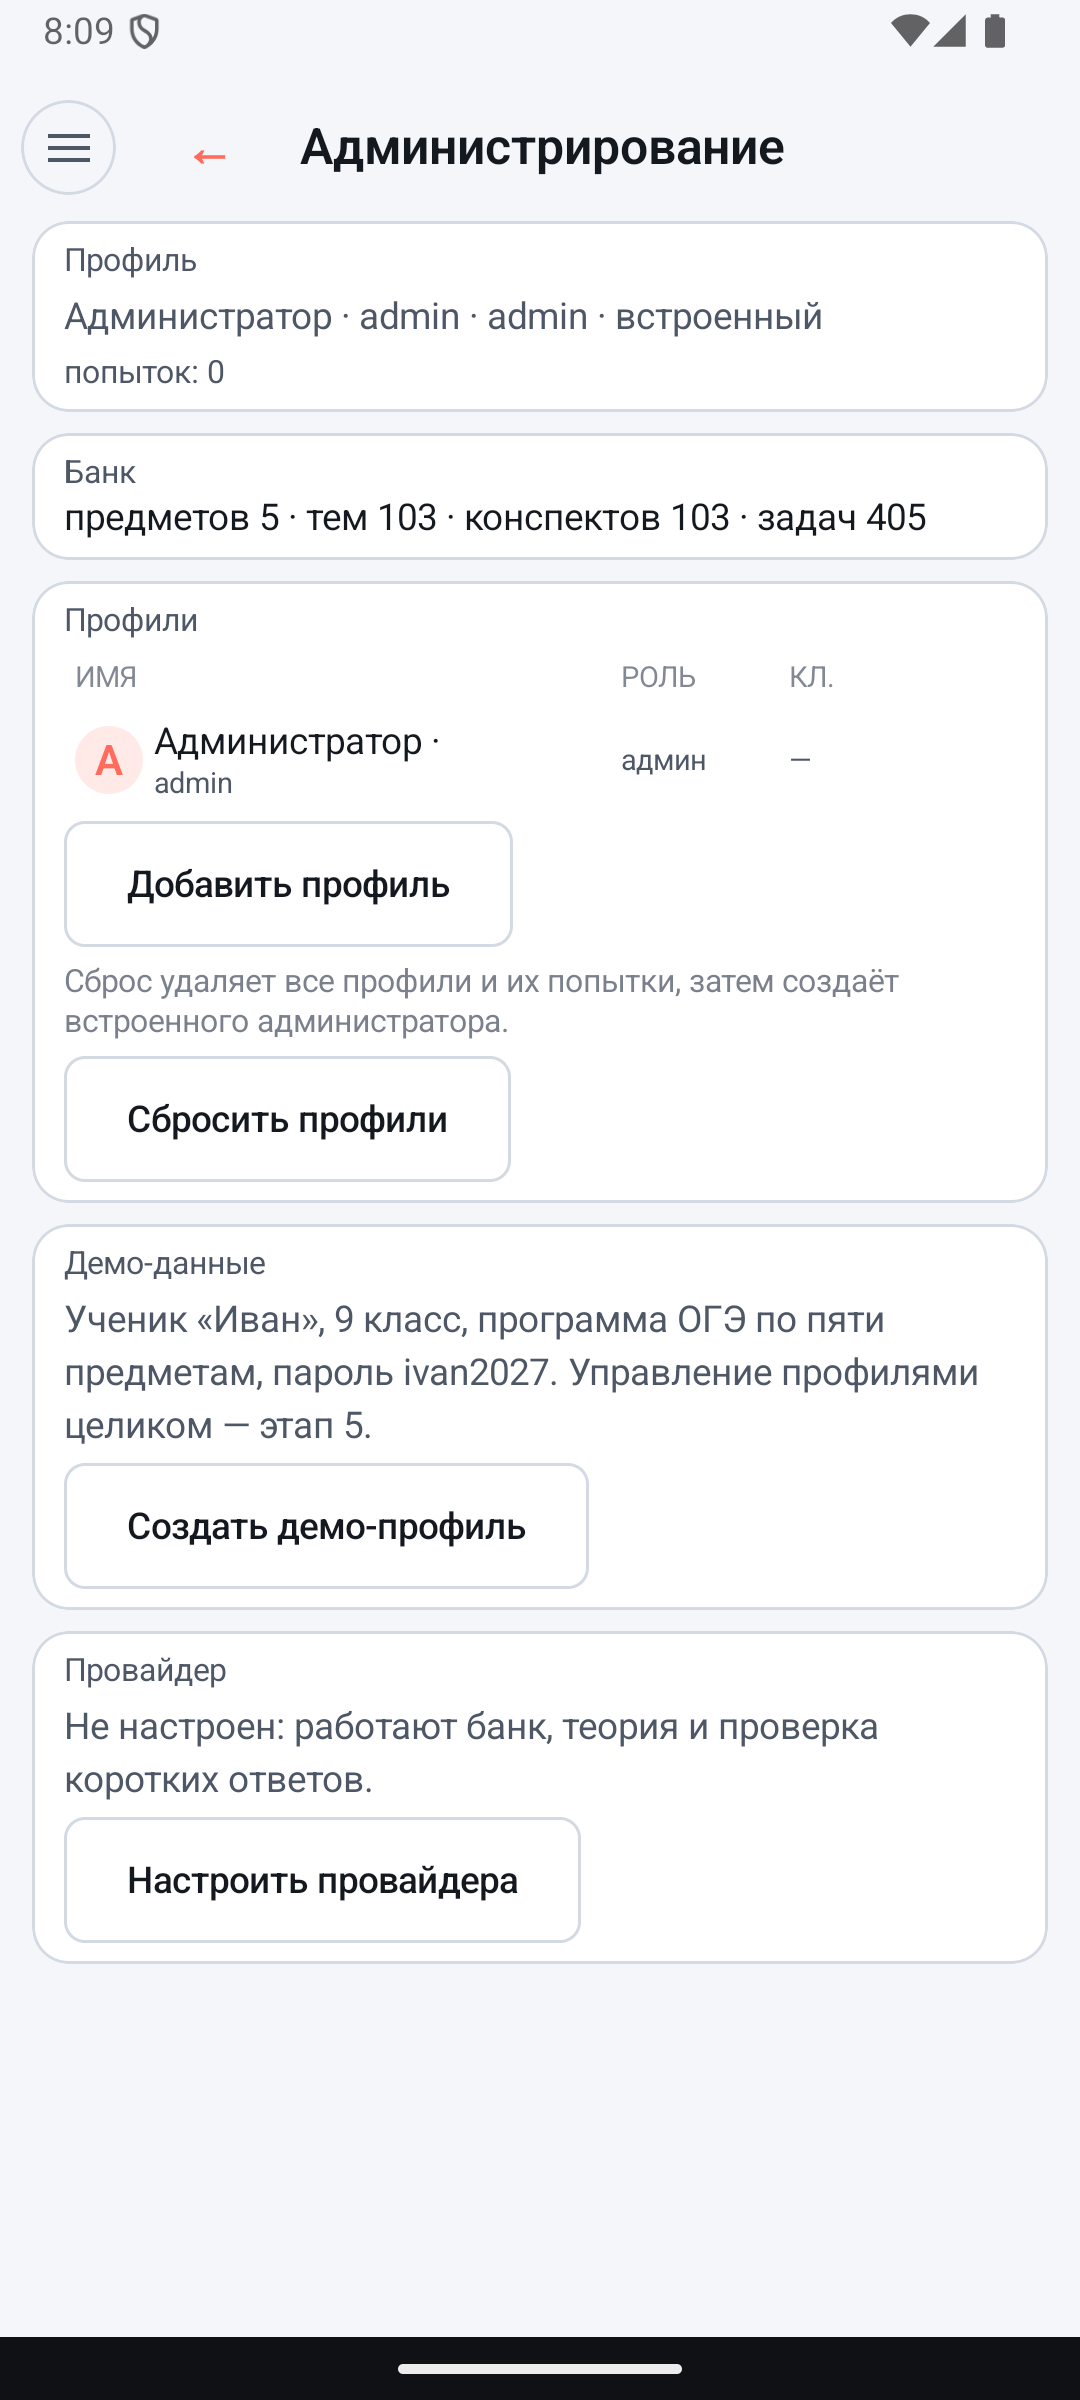 8:09
← Администрирование
Профиль
Администратор · admin · admin · встроенный
попыток: 0
Банк
предметов 5 · тем 103 · конспектов 103 · задач 405
Профили
ИМЯ РОЛЬ КЛ.
А Администратор ·
admin
админ —
Добавить профиль
Сброс удаляет все профили и их попытки, затем создаёт
встроенного администратора.
Сбросить профили
Демо-данные
Ученик «Иван», 9 класс, программа ОГЭ по пяти
предметам, пароль ivan2027. Управление профилями
целиком — этап 5.
Создать демо-профиль
Провайдер
Не настроен: работают банк, теория и проверка
коротких ответов.
Настроить провайдера